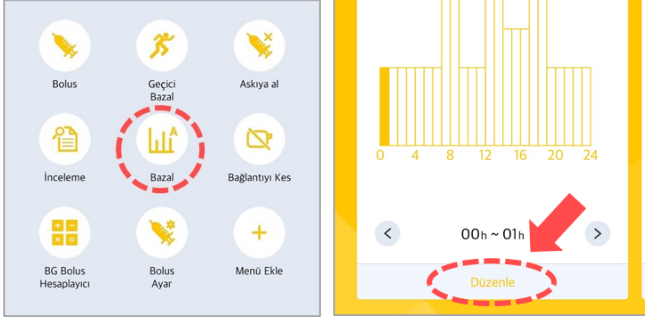 Bolus
Geçici
Bazal
Askıya al
İnceleme
A
Bazal
Bağlantıyı Kes
BG Bolus
Hesaplayıcı
Bolus
Ayar
Menü Ekle
0 4 8 12 16 20 24
00h ~ 01h
Düzenle